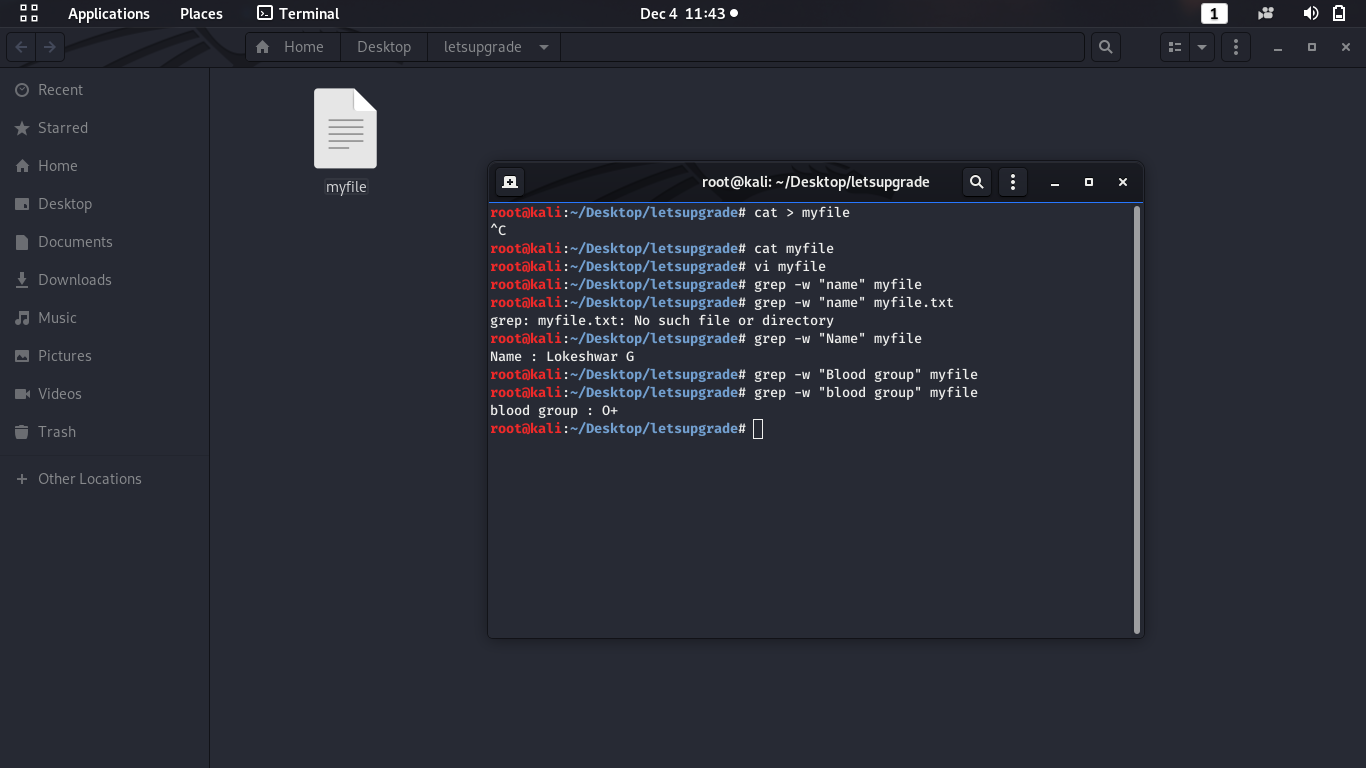 Applications Places Terminal Dec 4 11:43 1
Home Desktop letsupgrade
Recent
Starred
Home
Desktop
Documents
Downloads
Music
Pictures
Videos
Trash
Other Locations
myfile
root@kali: ~/Desktop/letsupgrade
root@kali:~/Desktop/letsupgrade# cat > myfile
^C
root@kali:~/Desktop/letsupgrade# cat myfile
root@kali:~/Desktop/letsupgrade# vi myfile
root@kali:~/Desktop/letsupgrade# grep -w "name" myfile
root@kali:~/Desktop/letsupgrade# grep -w "name" myfile.txt
grep: myfile.txt: No such file or directory
root@kali:~/Desktop/letsupgrade# grep -w "Name" myfile
Name : Lokeshwar G
root@kali:~/Desktop/letsupgrade# grep -w "Blood group" myfile
root@kali:~/Desktop/letsupgrade# grep -w "blood group" myfile
blood group : O+
root@kali:~/Desktop/letsupgrade#